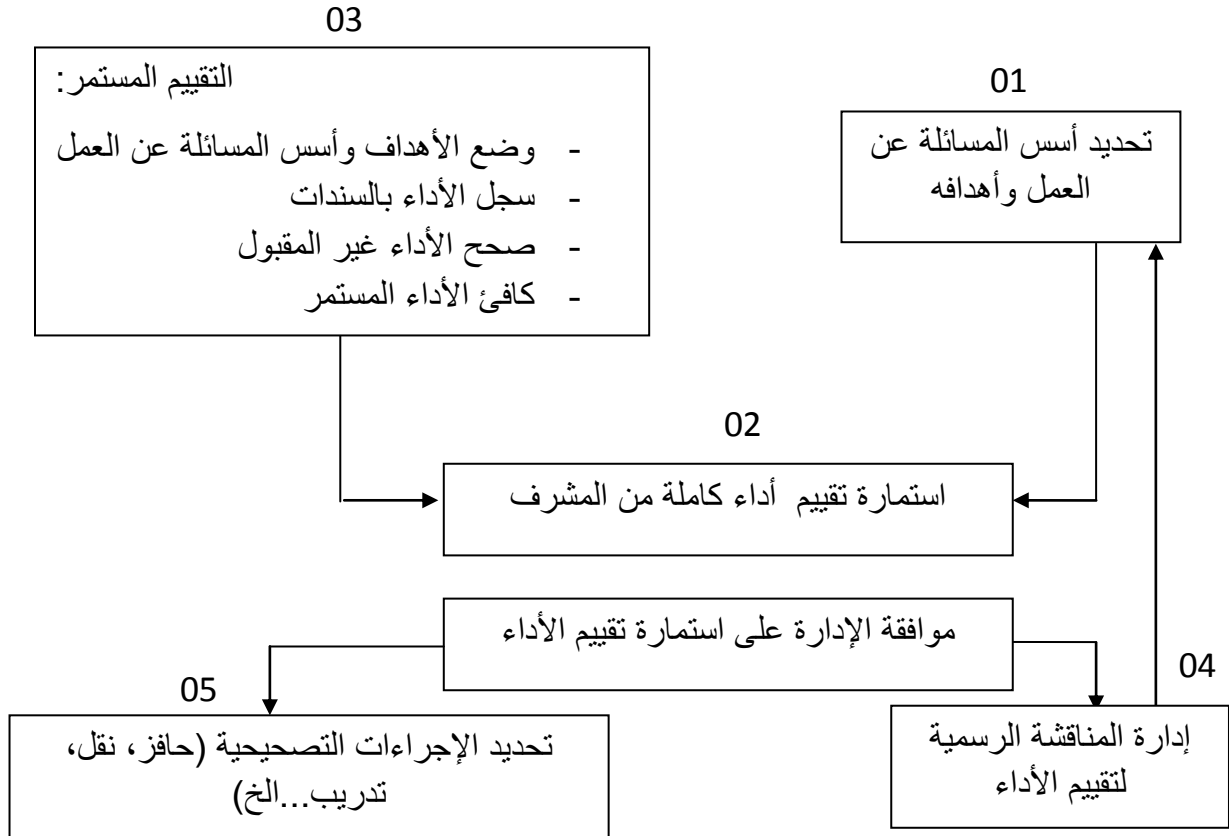 03
التقييم المستمر:
- وضع الأهداف وأسس المسائلة عن العمل
- سجل الأداء بالسندات
- صحح الأداء غير المقبول
- كافئ الأداء المستمر
01
تحديد أسس المسائلة عن
العمل وأهدافه
02
استمارة تقييم أداء كاملة من المشرف
موافقة الإدارة على استمارة تقييم الأداء
04
إدارة المناقشة الرسمية
لتقييم الأداء
05
تحديد الإجراءات التصحيحية (حافز، نقل،
تدريب...الخ)